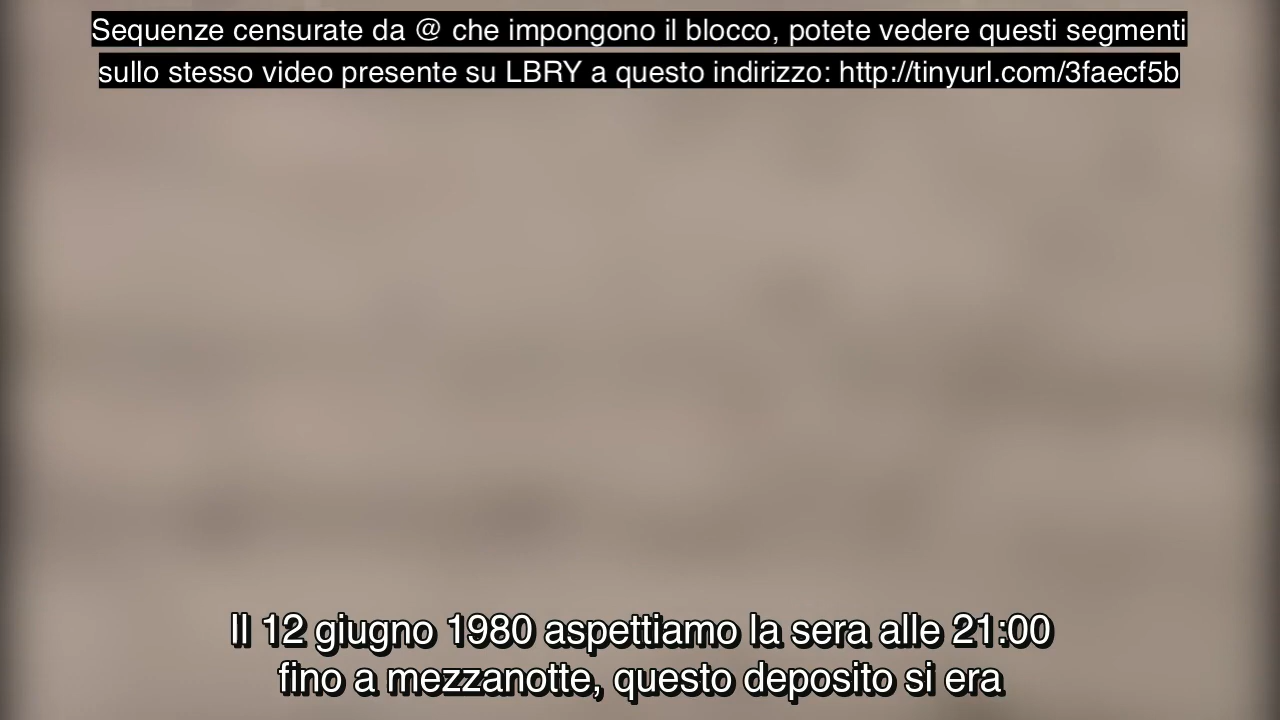 Sequenze censurate da @ che impongono il blocco, potete vedere questi segmenti
sullo stesso video presente su LBRY a questo indirizzo: http://tinyurl.com/3faecf5b
Il 12 giugno 1980 aspettiamo la sera alle 21:00
fino a mezzanotte, questo deposito si era